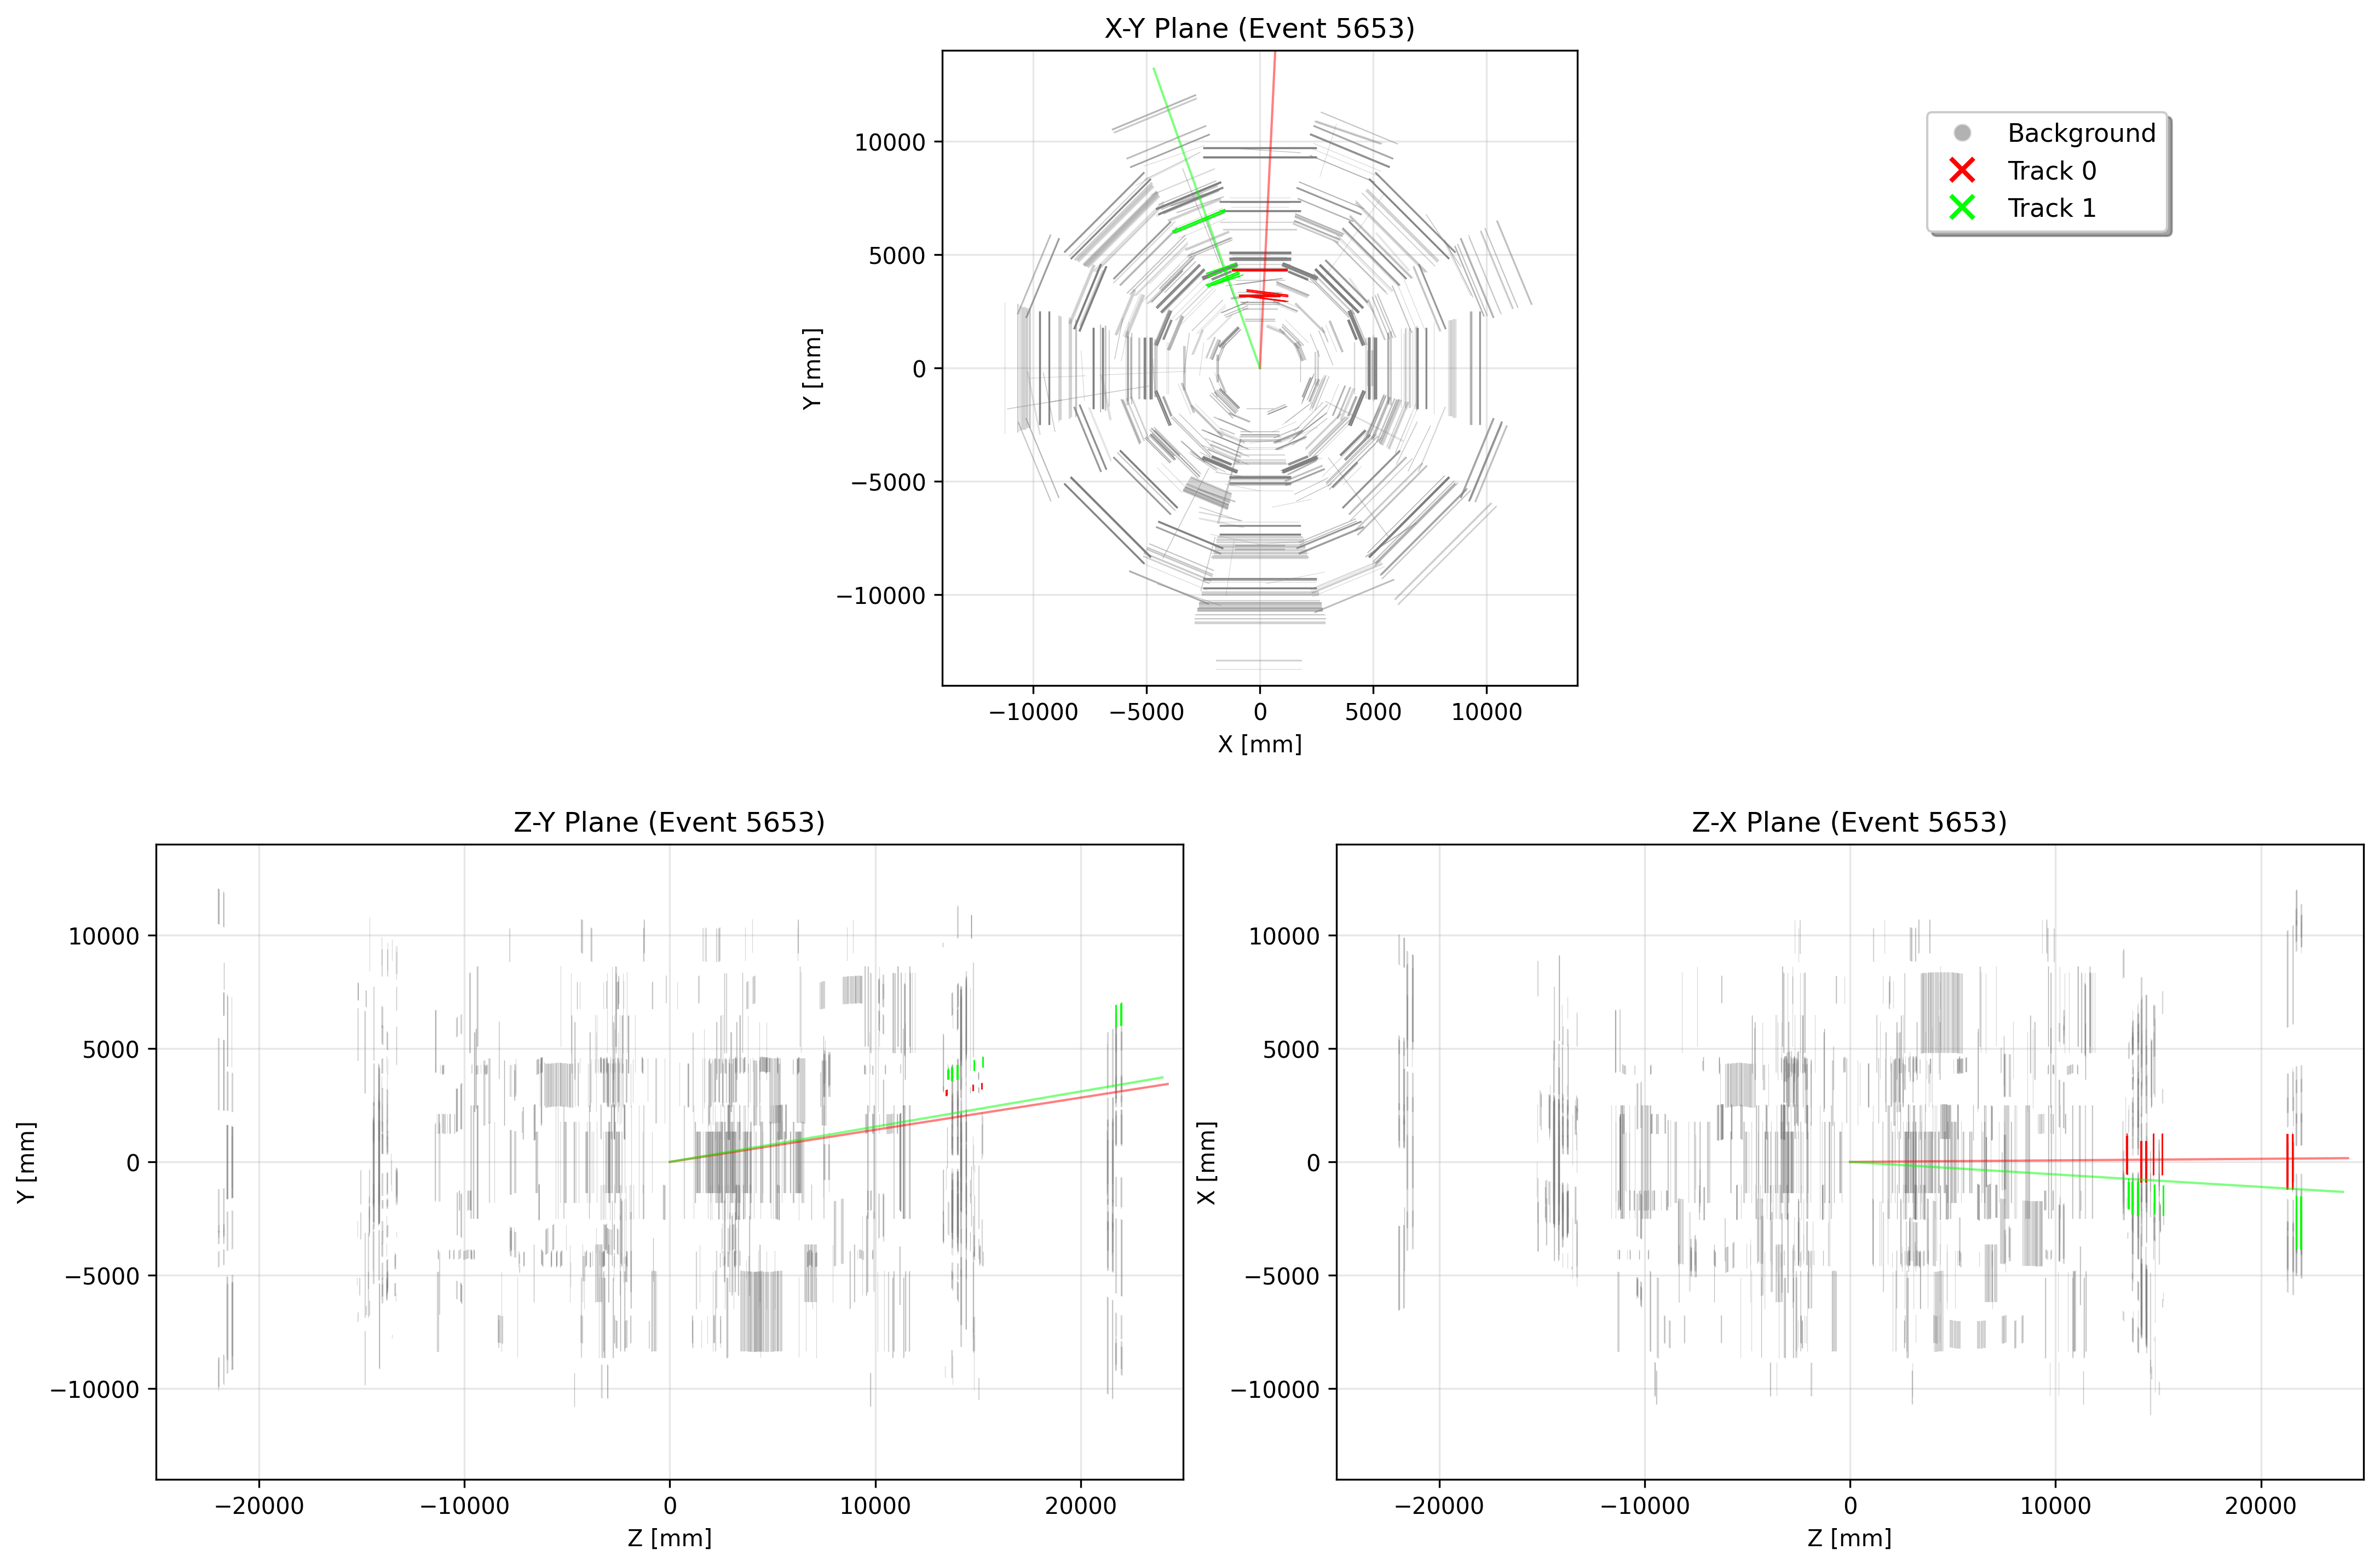 X-Y Plane (Event 5653)
Y [mm]
10000
5000
0
−5000
−10000
−10000 −5000 0 5000 10000
X [mm]
Background
Track 0
Track 1
Z-Y Plane (Event 5653)
Y [mm]
10000
5000
0
−5000
−10000
−20000 −10000 0 10000 20000
Z [mm]
Z-X Plane (Event 5653)
X [mm]
10000
5000
0
−5000
−10000
−20000 −10000 0 10000 20000
Z [mm]